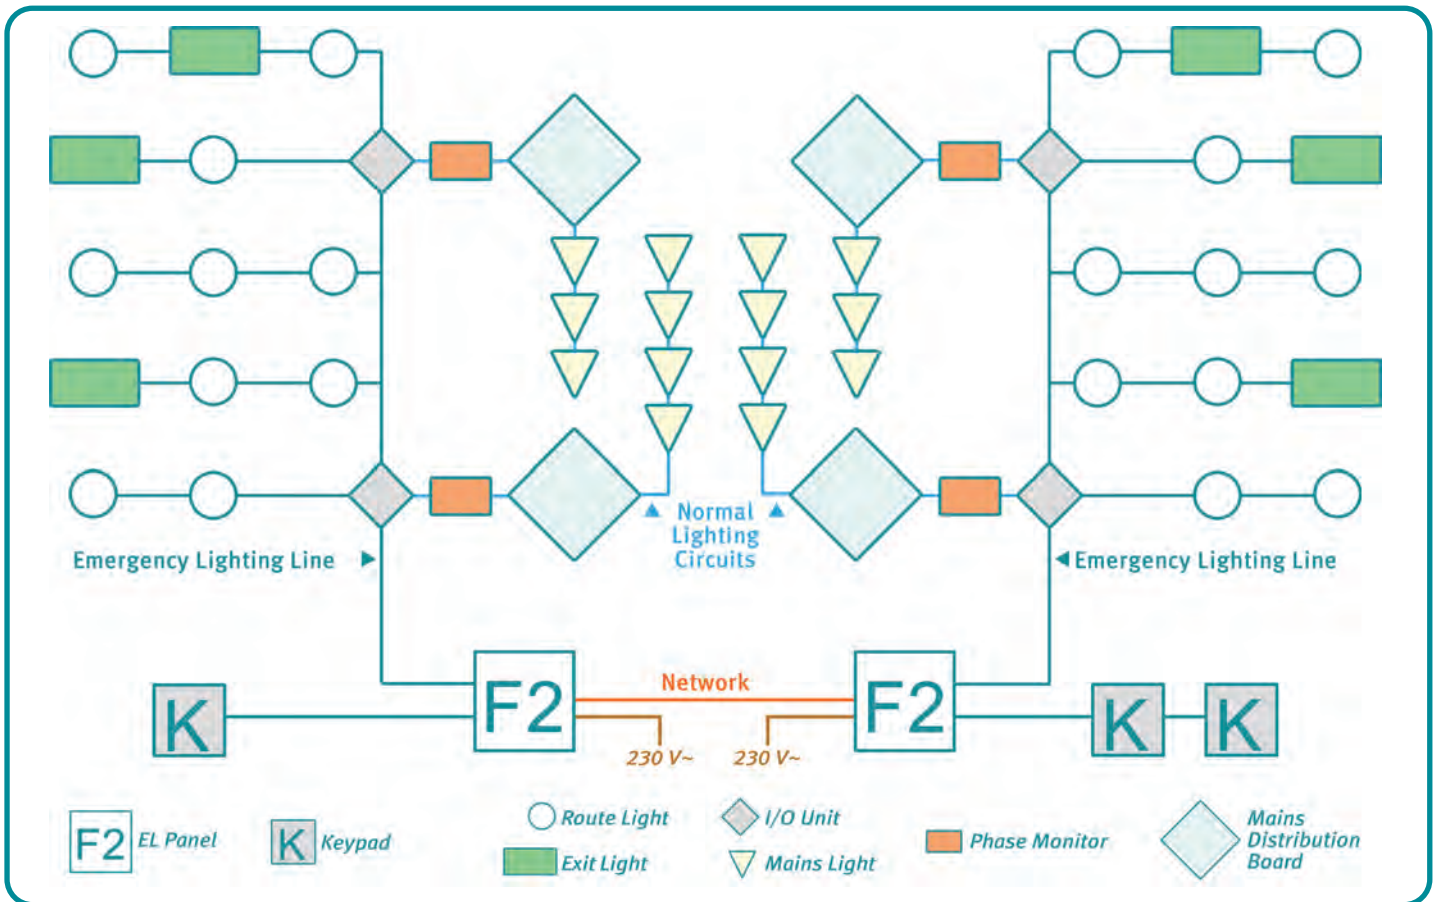 Normal
Lighting
Circuits
Emergency Lighting Line
Emergency Lighting Line
F2
Network
F2
K
K
K
230 V~
230 V~
F2
EL Panel
K
Keypad
Route Light
Exit Light
I/O Unit
Mains Light
Phase Monitor
Mains
Distribution
Board